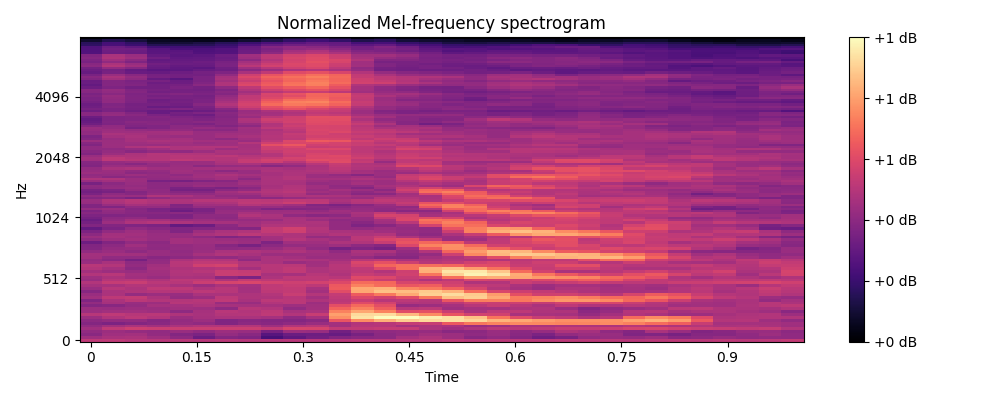 Normalized Mel-frequency spectrogram
Hz
4096
2048
1024
512
0
0 0.15 0.3 0.45 0.6 0.75 0.9
Time
+1 dB
+1 dB
+1 dB
+0 dB
+0 dB
+0 dB